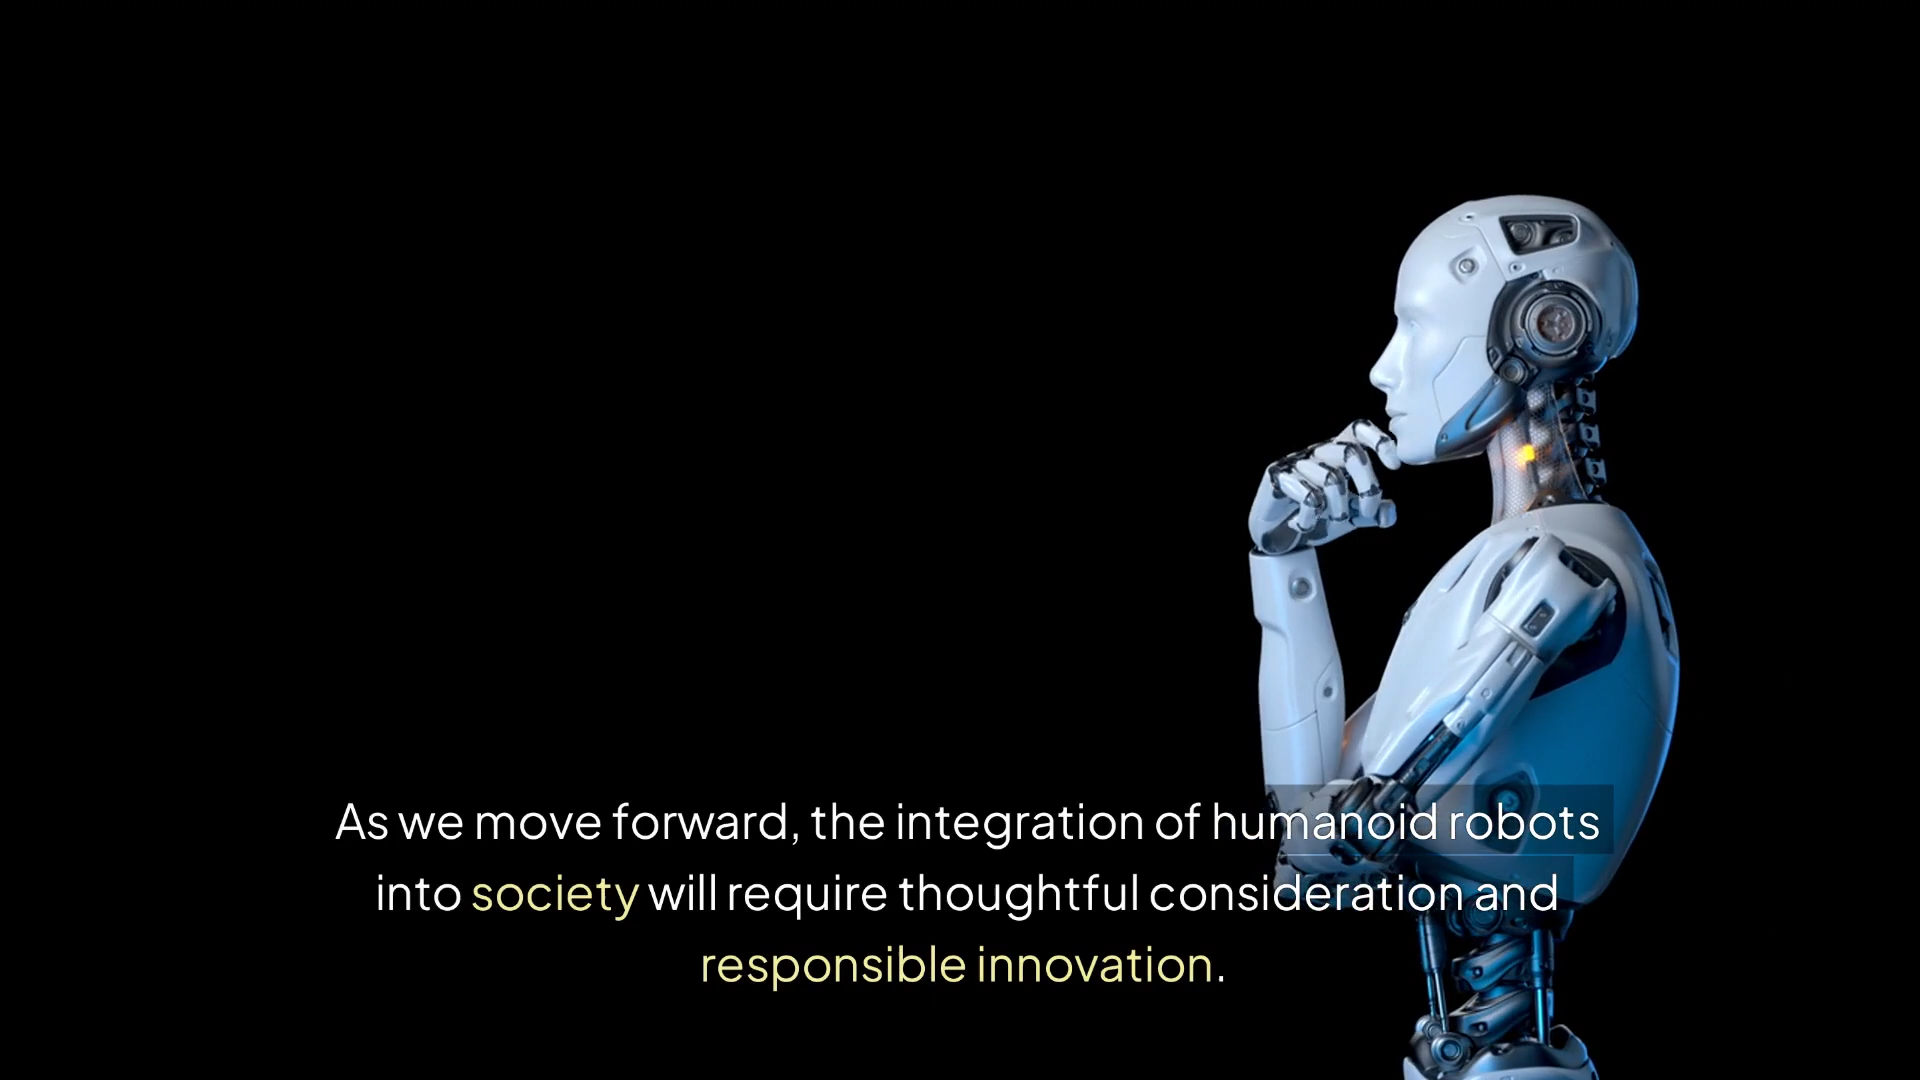 As we move forward, the integration of humanoid robots
into society will require thoughtful consideration and
responsible innovation.